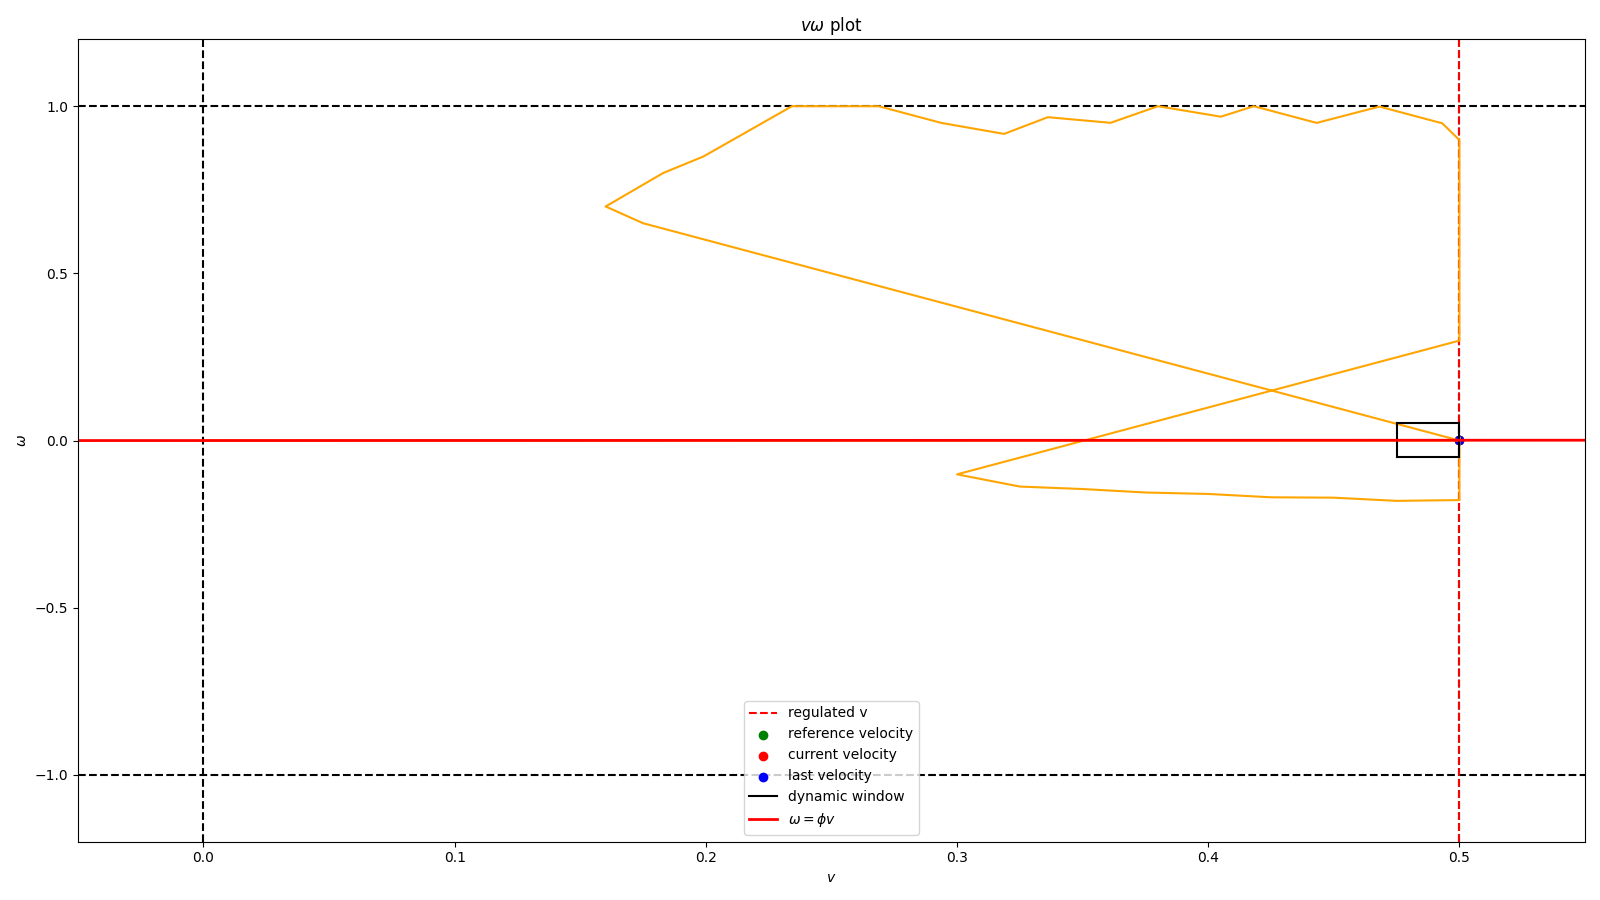 vω plot
1.0
0.5
0.0
−0.5
−1.0
ω
regulated v
reference velocity
current velocity
last velocity
dynamic window
ω = ϕv
0.0 0.1 0.2 0.3 0.4 0.5
v